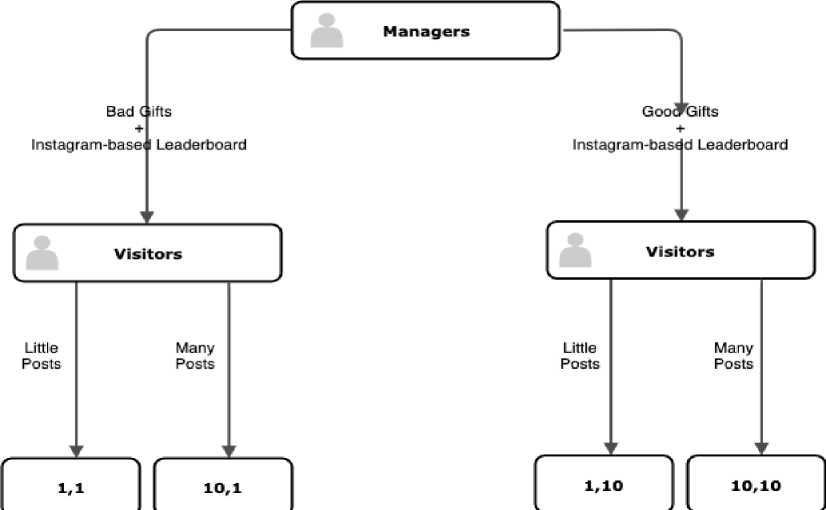 Managers
Bad Gifts
+
Instagram-based Leaderboard
Good Gifts
+
Instagram-based Leaderboard
Visitors
Visitors
Little
Posts
Many
Posts
Little
Posts
Many
Posts
1,1
10,1
1,10
10,10